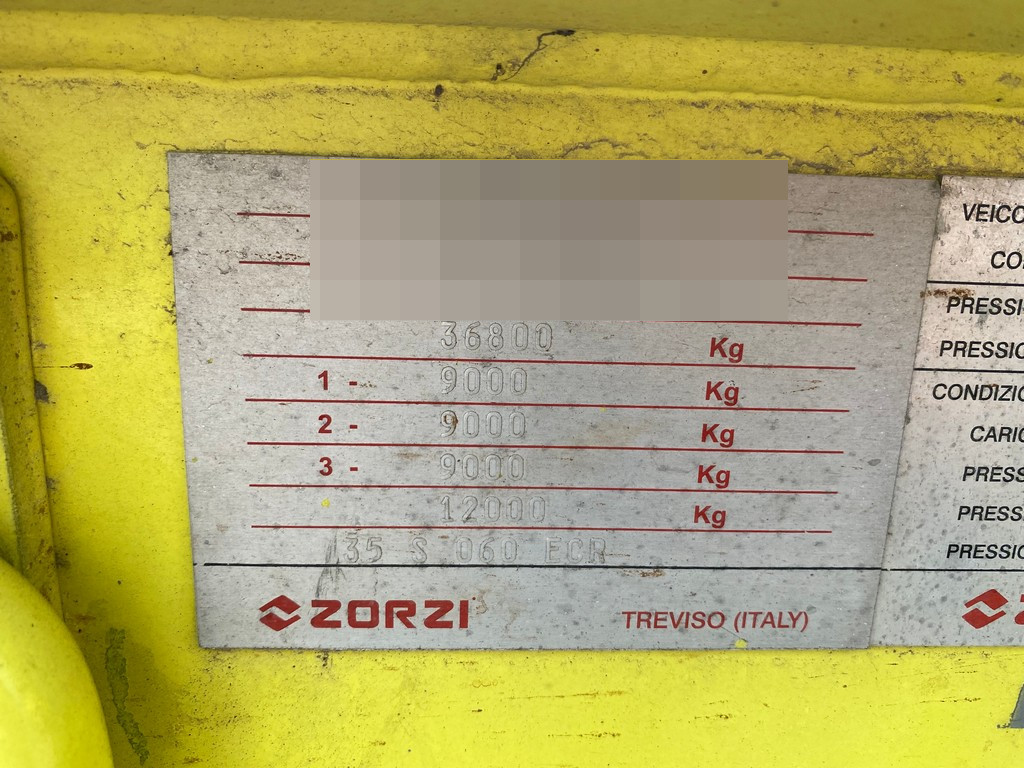 36800 Kg
1 - 9000 Kg
2 - 9000 Kg
3 - 9000 Kg
12000 Kg
35 S 060 ECR
ZORZI TREVISO (ITALY)
VEICO
CO
PRESSI
PRESSIO
CONDIZIO
CARIC
PRESS
PRESS
PRESSIO